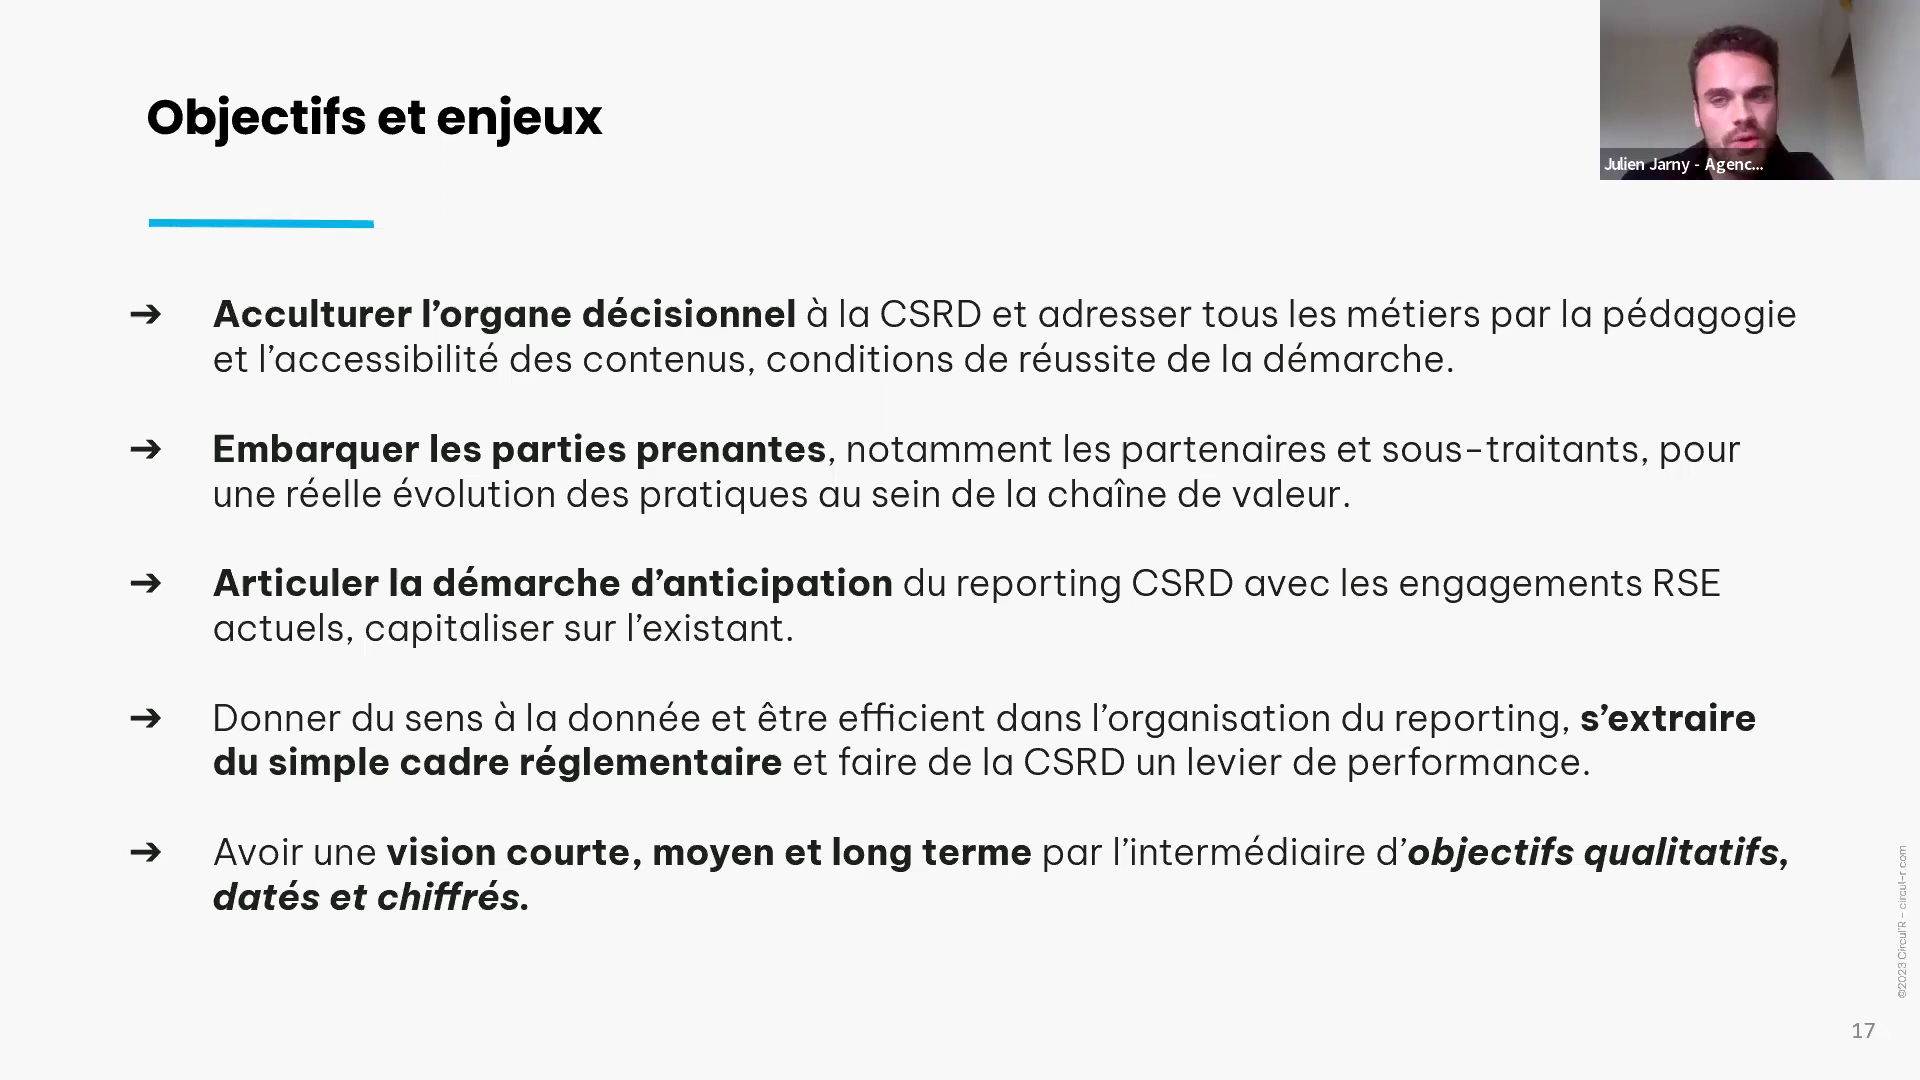 Objectifs et enjeux
Julien Jarny - Agenc...
➔ Acculturer l’organe décisionnel à la CSRD et adresser tous les métiers par la pédagogie
et l’accessibilité des contenus, conditions de réussite de la démarche.
➔ Embarquer les parties prenantes, notamment les partenaires et sous-traitants, pour
une réelle évolution des pratiques au sein de la chaîne de valeur.
➔ Articuler la démarche d’anticipation du reporting CSRD avec les engagements RSE
actuels, capitaliser sur l’existant.
➔ Donner du sens à la donnée et être efficient dans l’organisation du reporting, s’extraire
du simple cadre réglementaire et faire de la CSRD un levier de performance.
➔ Avoir une vision courte, moyen et long terme par l’intermédiaire d’objectifs qualitatifs,
datés et chiffrés.
©2023 Circul'R - circul-r.com
17